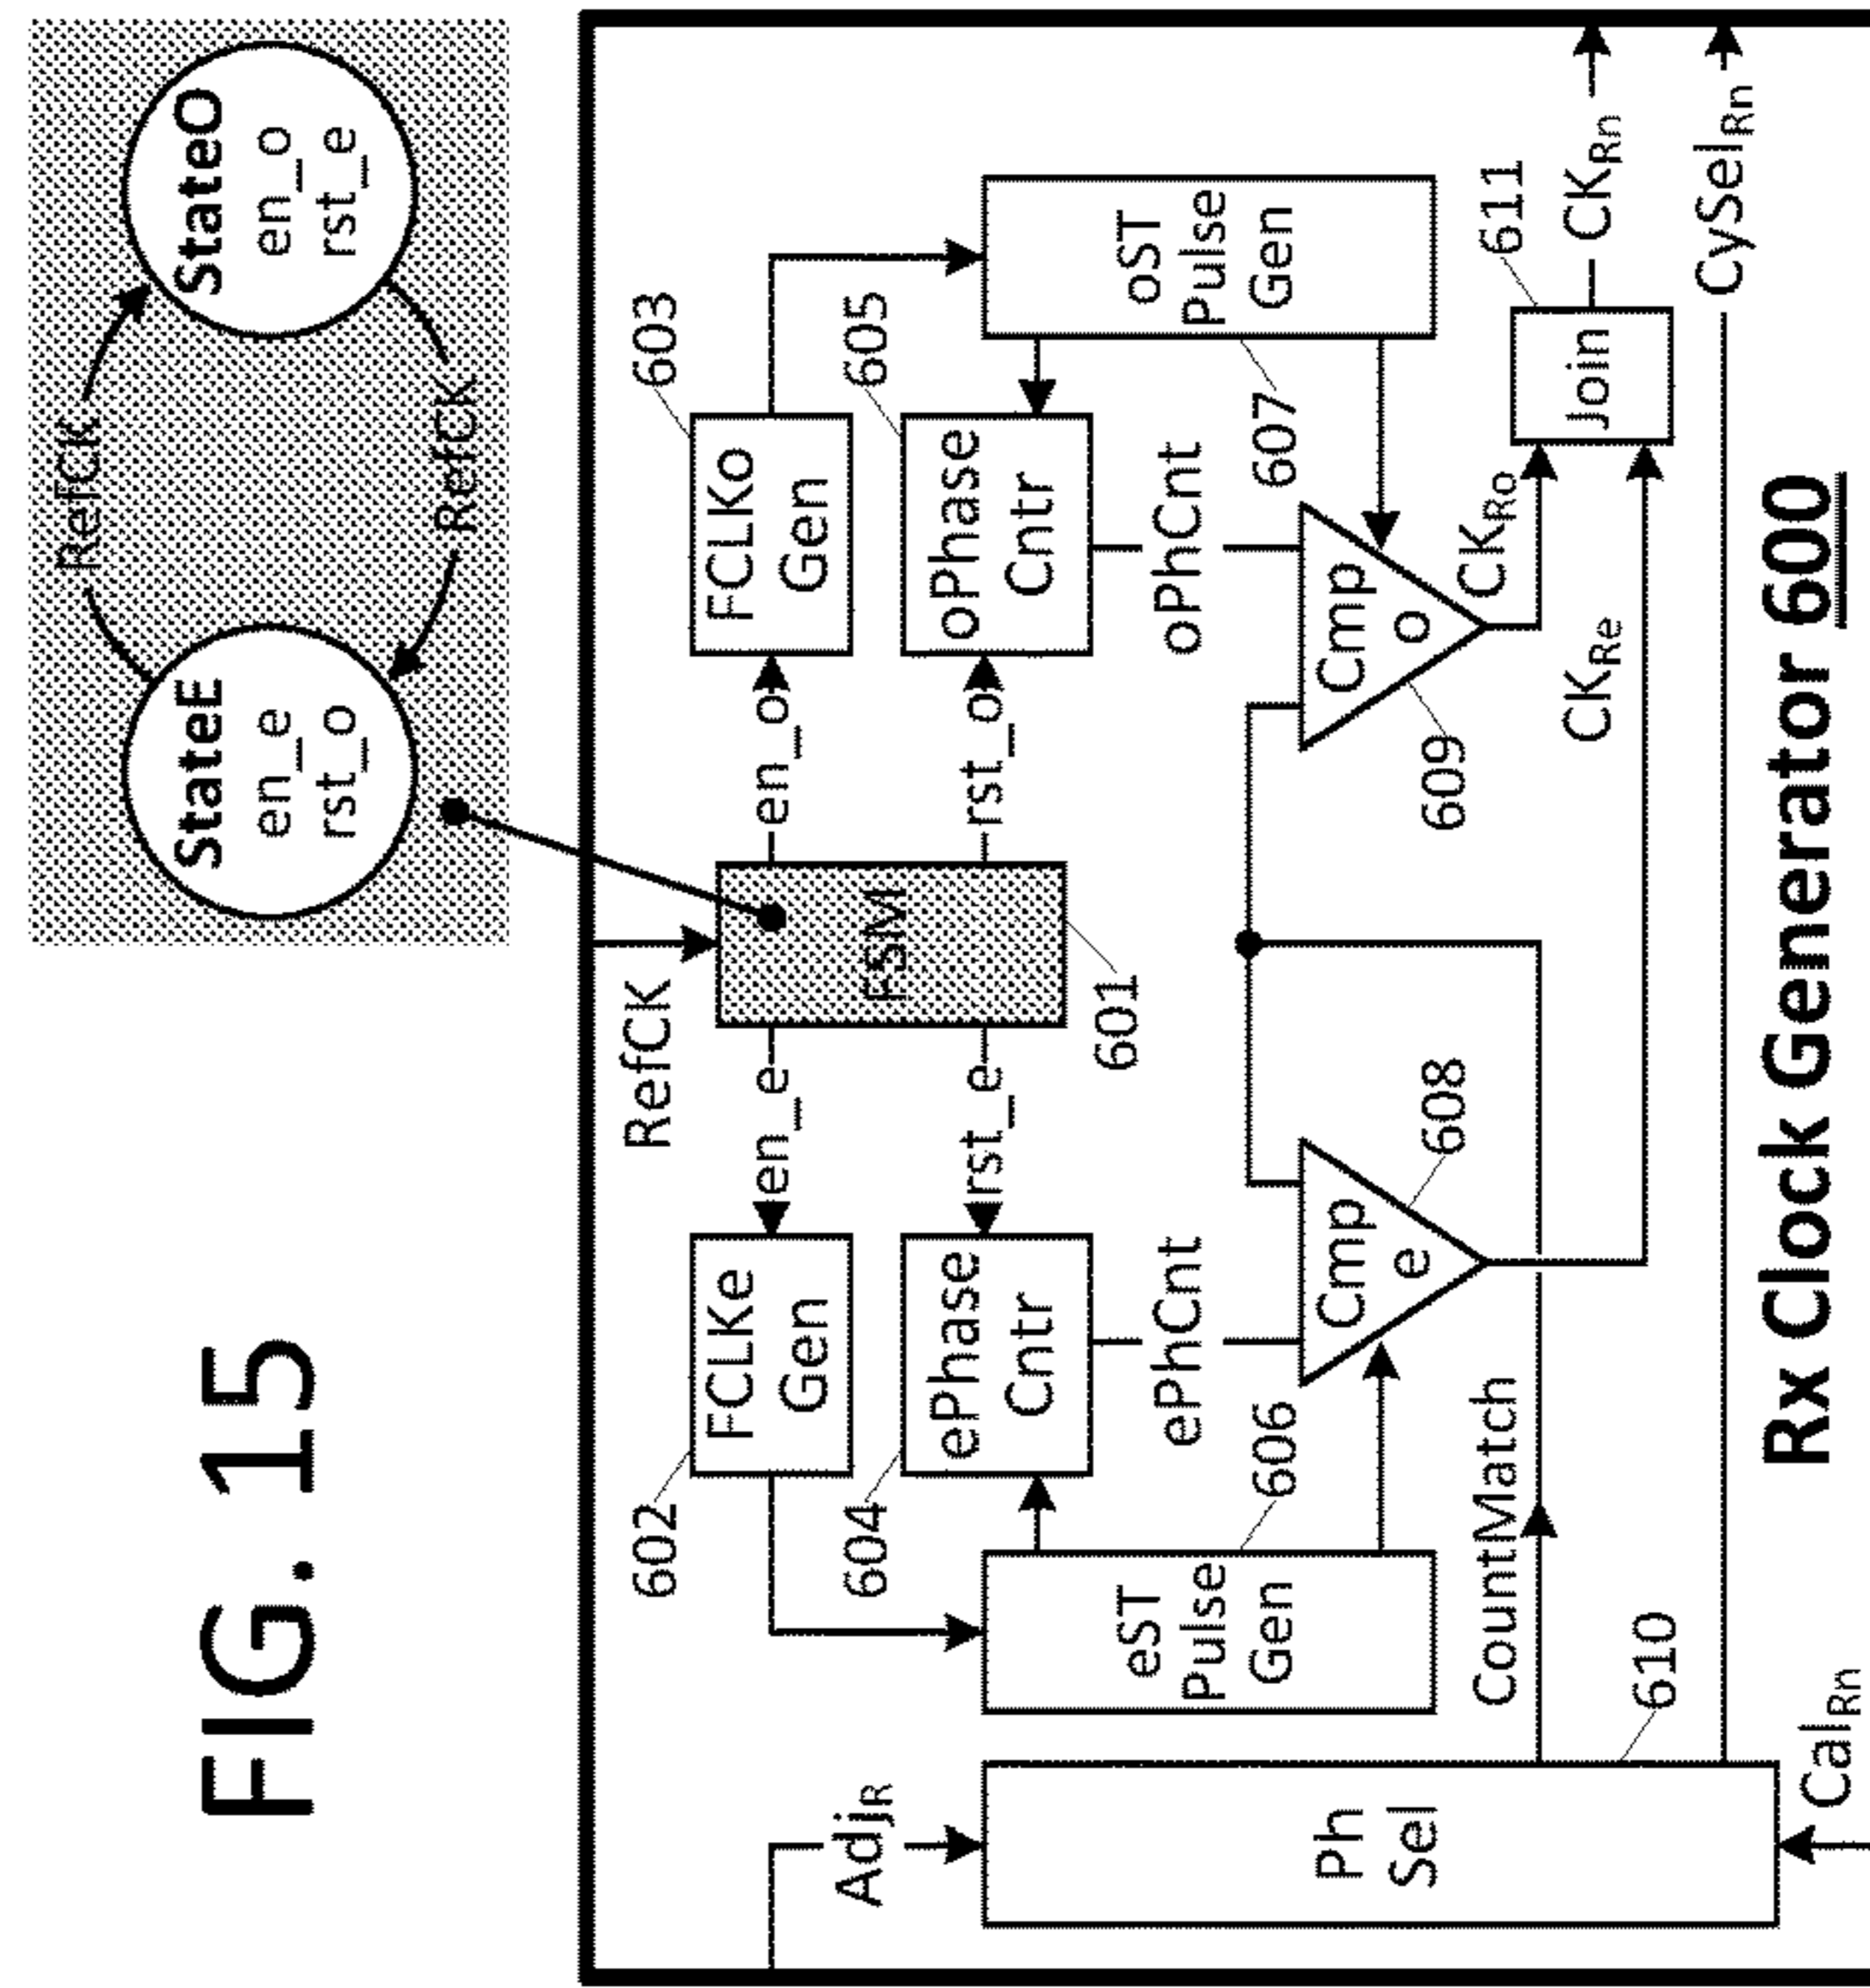 FIG. 15
RefCK
StateE
en_e
rst_o
StateO
en_o
rst_e
RefCK
RefCK
602
FCLKe
Gen
en_e
FSM
en_o
FCLKo
Gen
603
604
ePhase
Cntr
rst_e
601
rst_o
oPhase
Cntr
605
Adj_R
eST
Pulse
Gen
606
ePhCnt
oPhCnt
607
oST
Pulse
Gen
Ph
Sel
Cmp
e
608
609
Cmp
o
CountMatch
CK_Ro
611
610
CK_Re
Join
CK_Rn
CySel_Rn
Cal_Rn
Rx Clock Generator 600